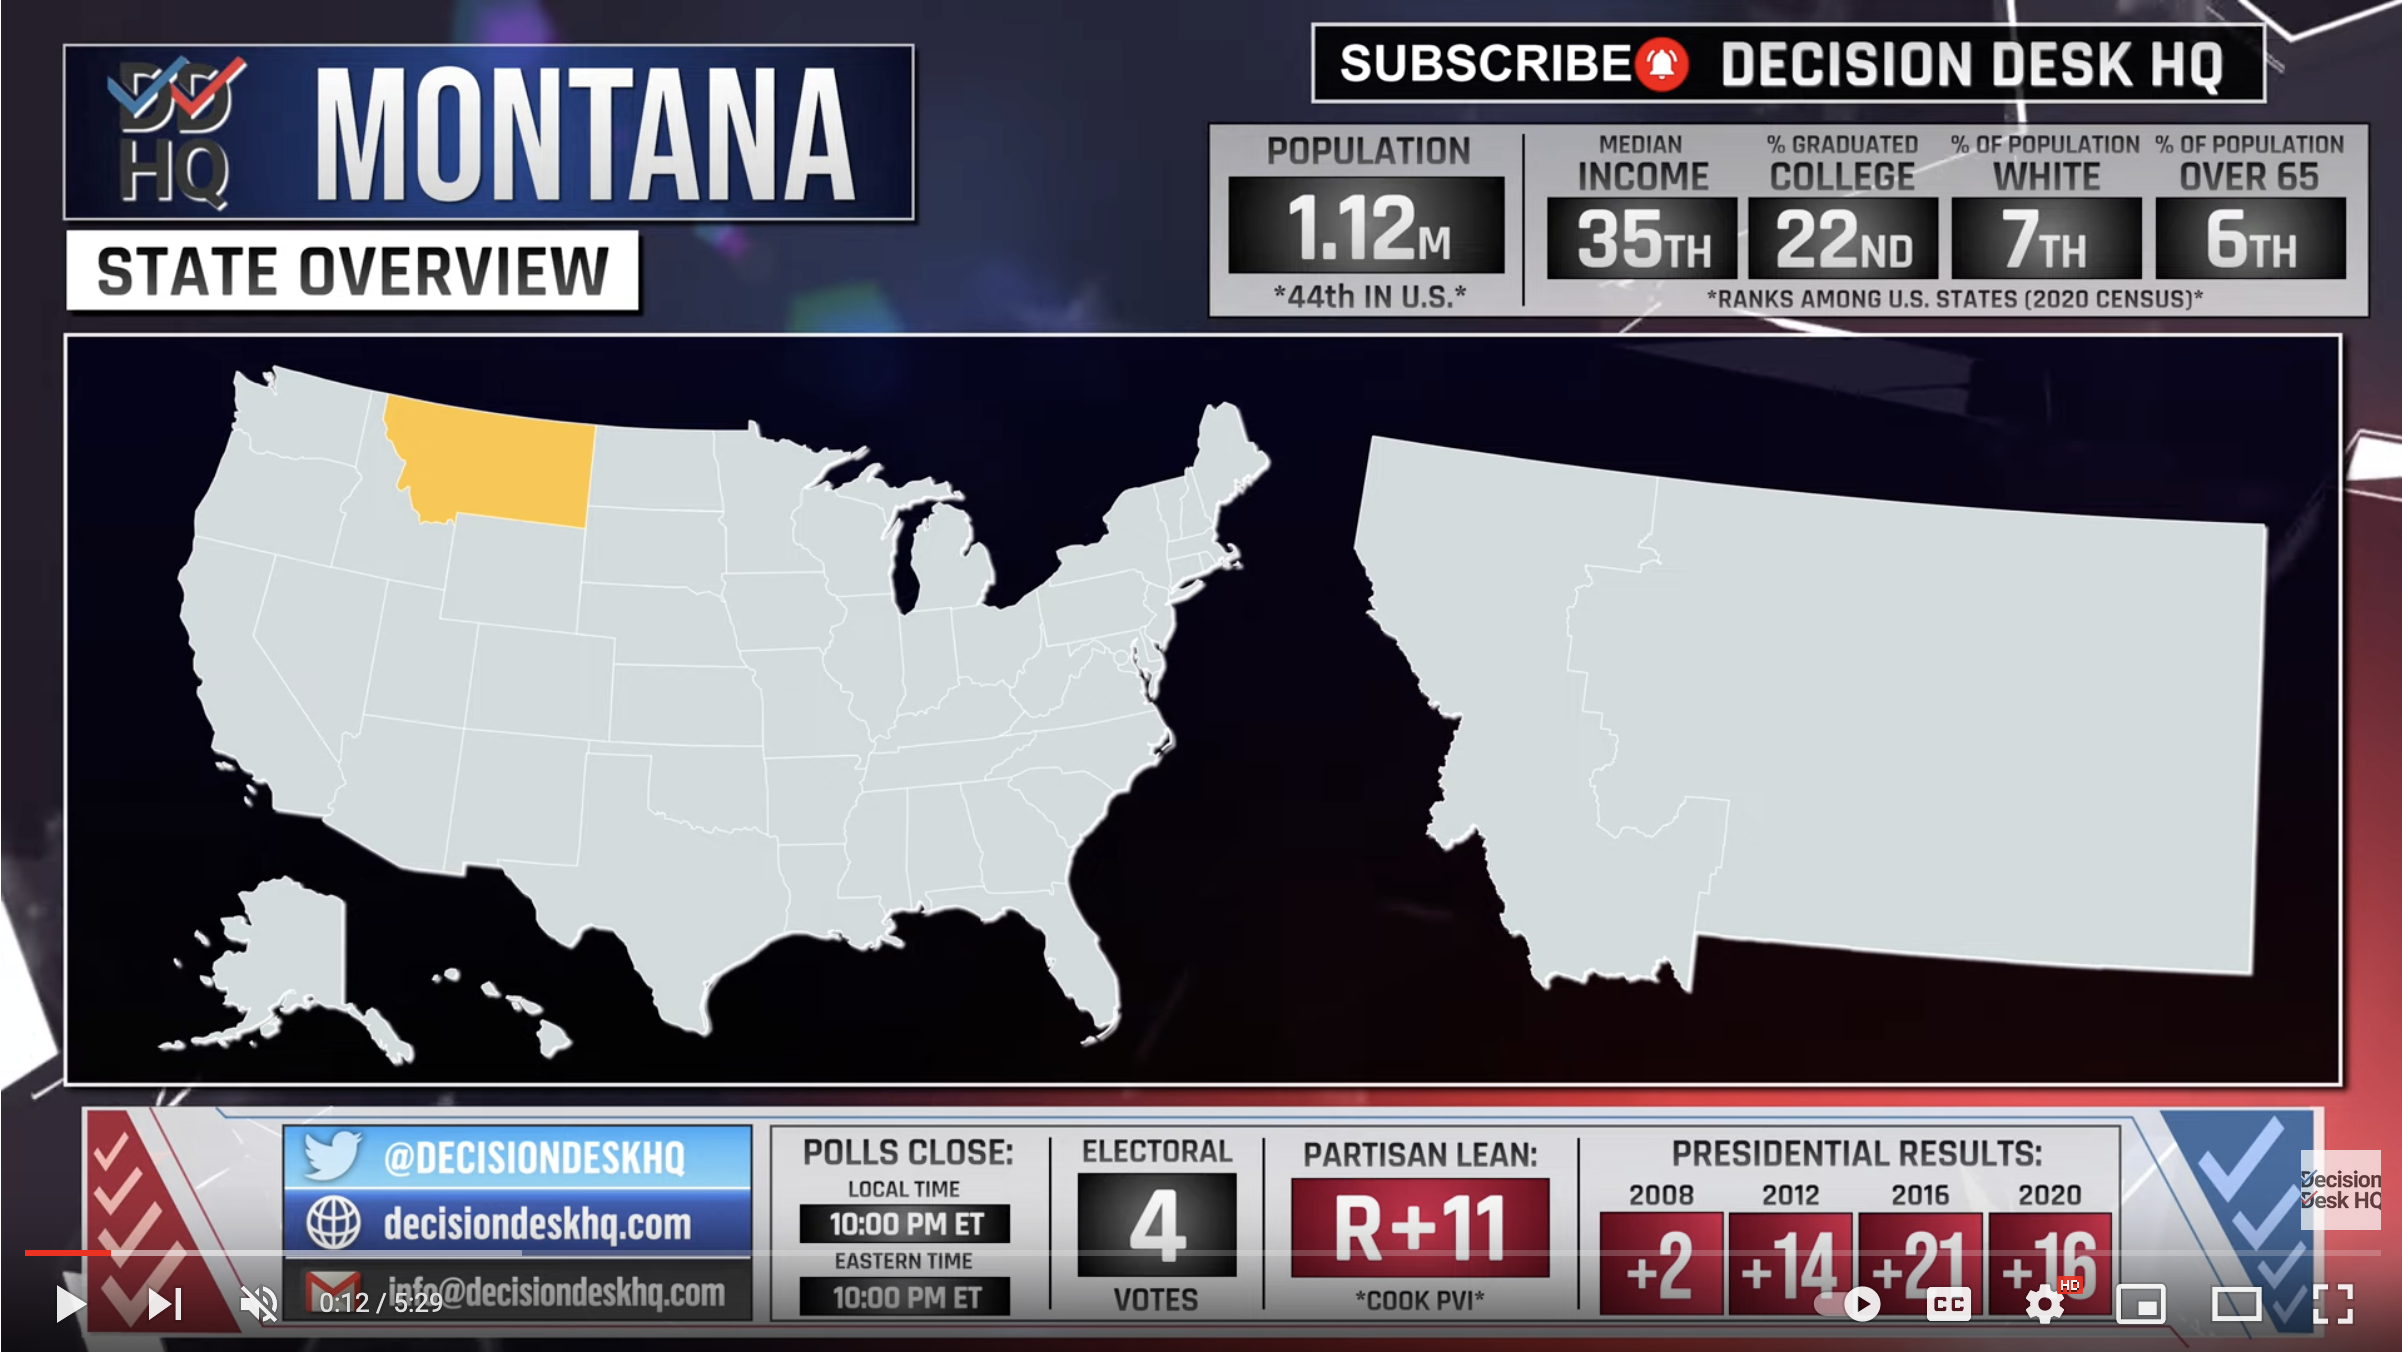 DD
HQ
MONTANA
STATE OVERVIEW
SUBSCRIBE DECISION DESK HQ
POPULATION
1.12M
*44th IN U.S.*
MEDIAN
INCOME
35TH
% GRADUATED
COLLEGE
22ND
% OF POPULATION
WHITE
7TH
% OF POPULATION
OVER 65
6TH
*RANKS AMONG U.S. STATES (2020 CENSUS)*
@DECISIONDESKHQ
decisiondeskhq.com
info@decisiondeskhq.com
POLLS CLOSE:
LOCAL TIME
10:00 PM ET
EASTERN TIME
10:00 PM ET
ELECTORAL
4
VOTES
PARTISAN LEAN:
R+11
*COOK PVI*
PRESIDENTIAL RESULTS:
2008 2012 2016 2020
+2 +14 +21 +16
Decision
Desk HQ
0:12 / 5:29
CC
HD